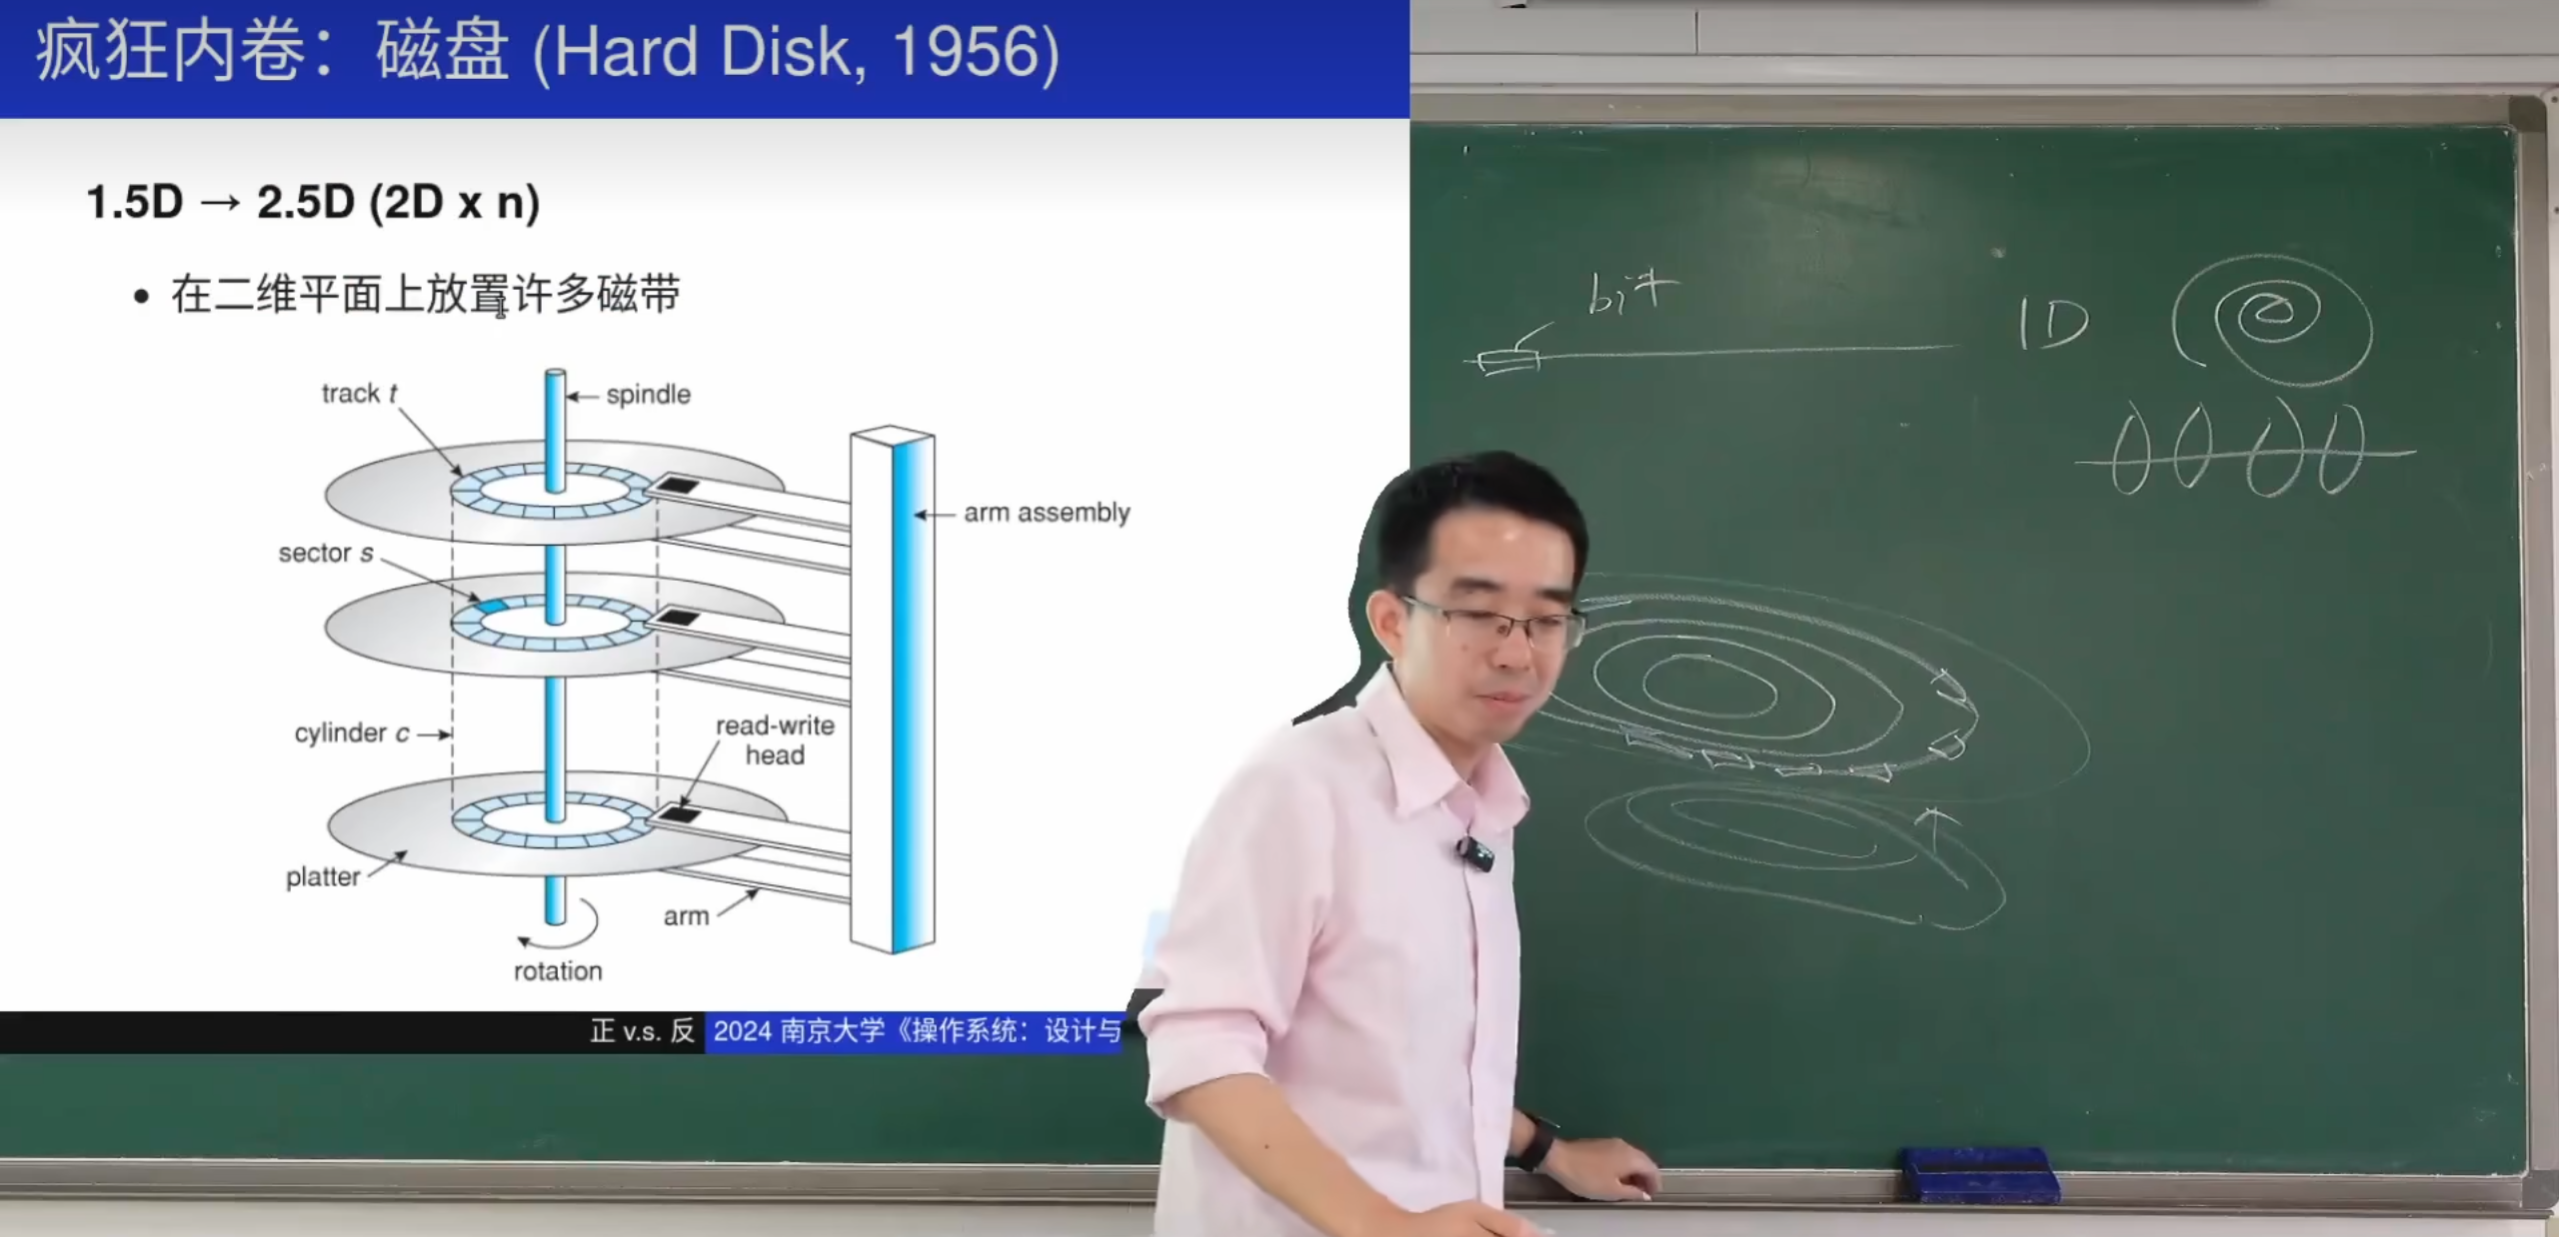 疯狂内卷：磁盘 (Hard Disk, 1956)
1.5D → 2.5D (2D x n)
• 在二维平面上放置许多磁带
track t
spindle
arm assembly
sector s
cylinder c
read-write
head
platter
arm
rotation
正 v.s. 反 2024 南京大学《操作系统：设计与
bit
1D